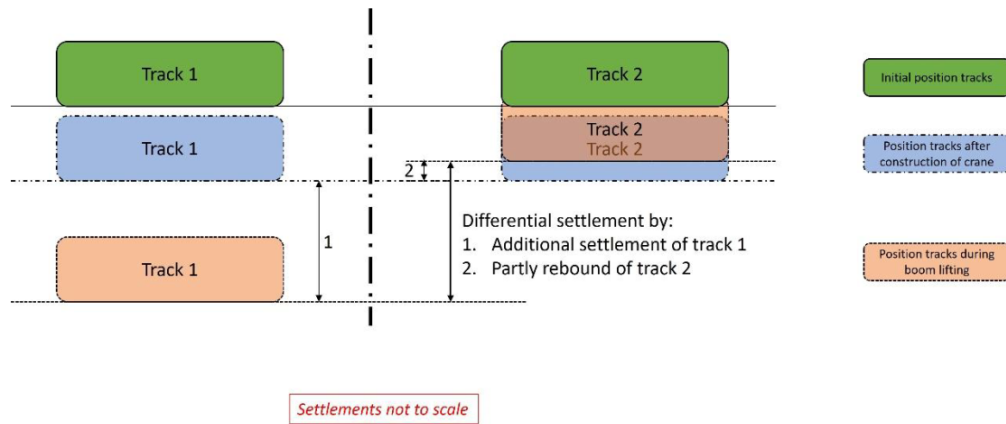 Track 1
Track 2
Initial position tracks
Track 1
Track 2
Track 2
Position tracks after
construction of crane
2
1
Differential settlement by:
1. Additional settlement of track 1
2. Partly rebound of track 2
Track 1
Position tracks during
boom lifting
Settlements not to scale